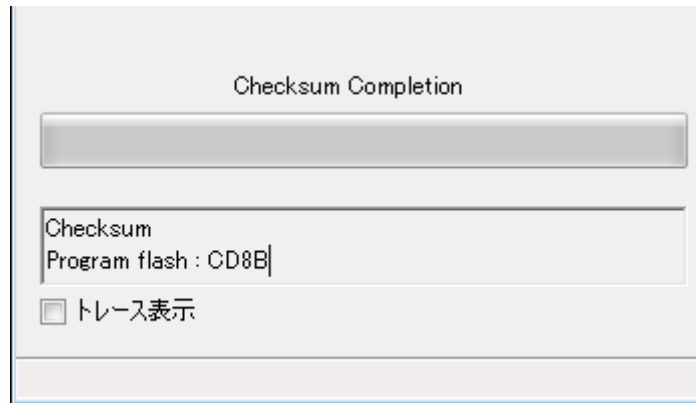 Checksum Completion
Checksum
Program flash : CD8B
トレース表示